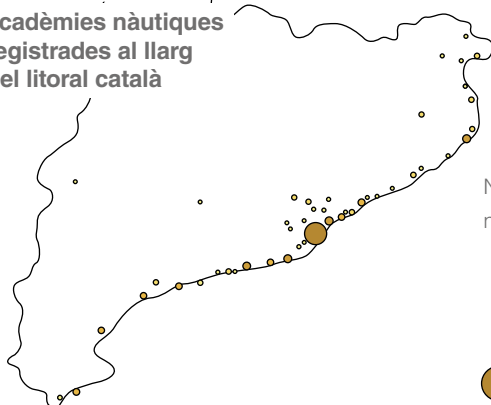 cadèmies nàutiques
egistrades al llarg
el litoral català
N